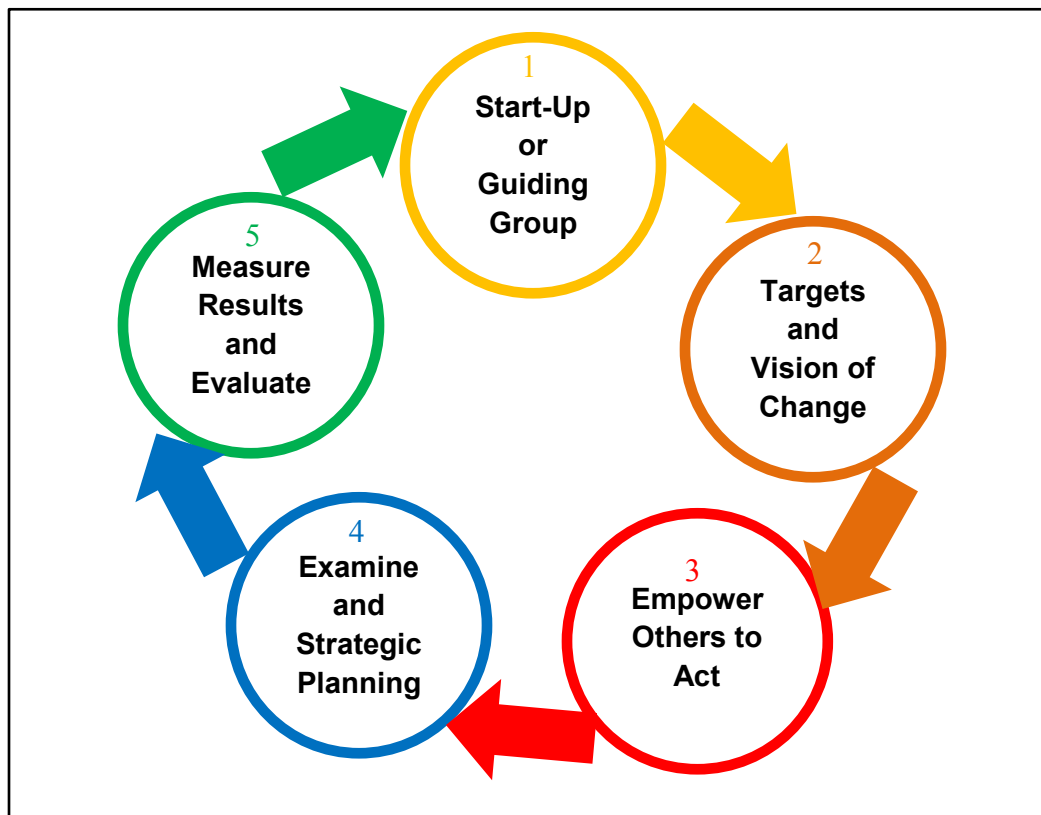 1
Start-Up
or
Guiding
Group
2
Targets
and
Vision of
Change
3
Empower
Others to
Act
4
Examine
and
Strategic
Planning
5
Measure
Results
and
Evaluate